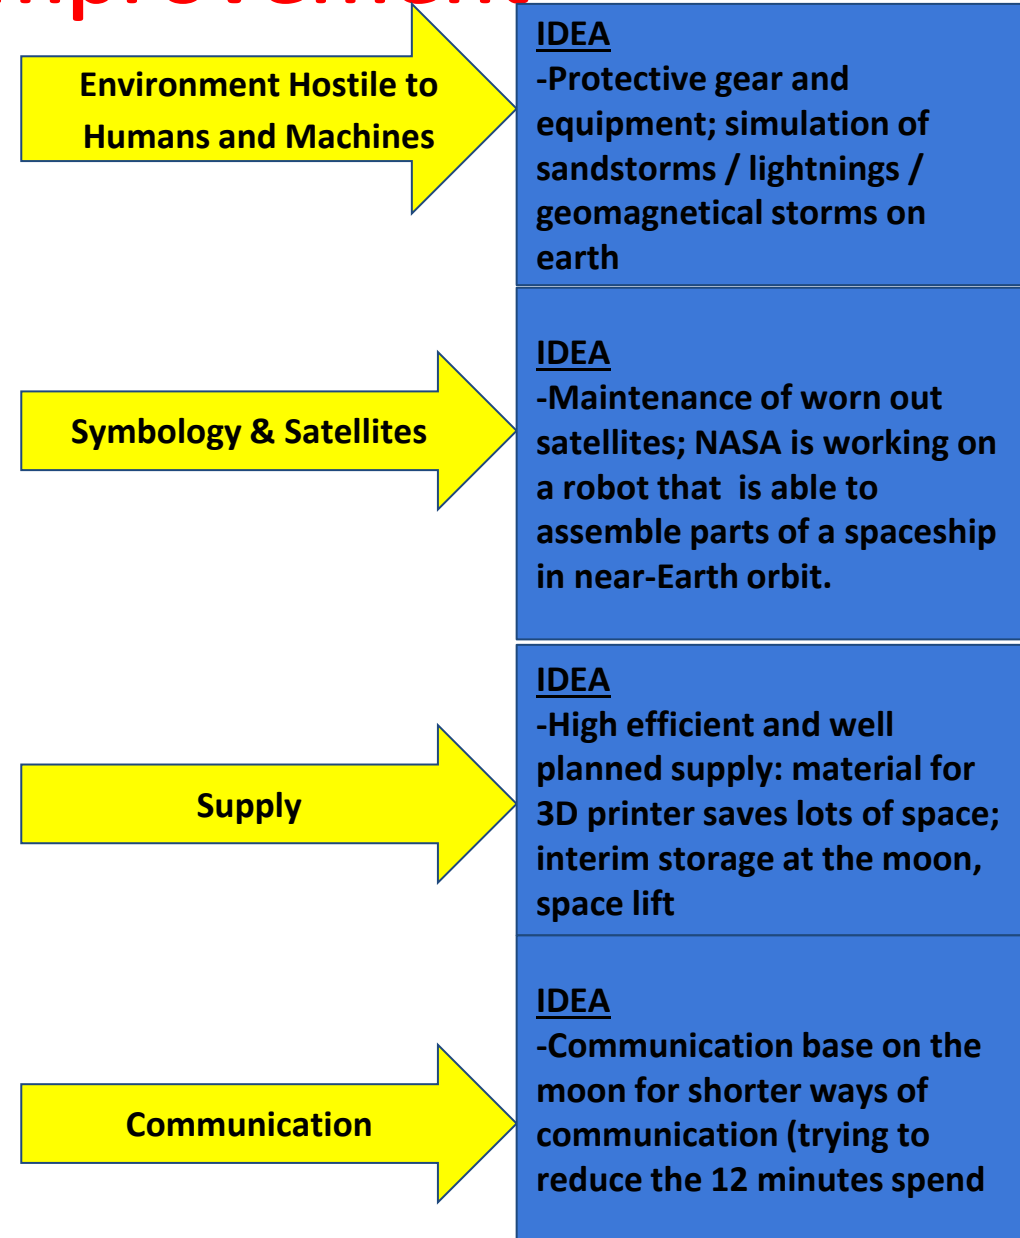 mprovement
Environment Hostile to
Humans and Machines
IDEA
-Protective gear and
equipment; simulation of
sandstorms / lightnings /
geomagnetical storms on
earth
Symbology & Satellites
IDEA
-Maintenance of worn out
satellites; NASA is working on
a robot that  is able to
assemble parts of a spaceship
in near-Earth orbit.
Supply
IDEA
-High efficient and well
planned supply: material for
3D printer saves lots of space;
interim storage at the moon,
space lift
Communication
IDEA
-Communication base on the
moon for shorter ways of
communication (trying to
reduce the 12 minutes spend